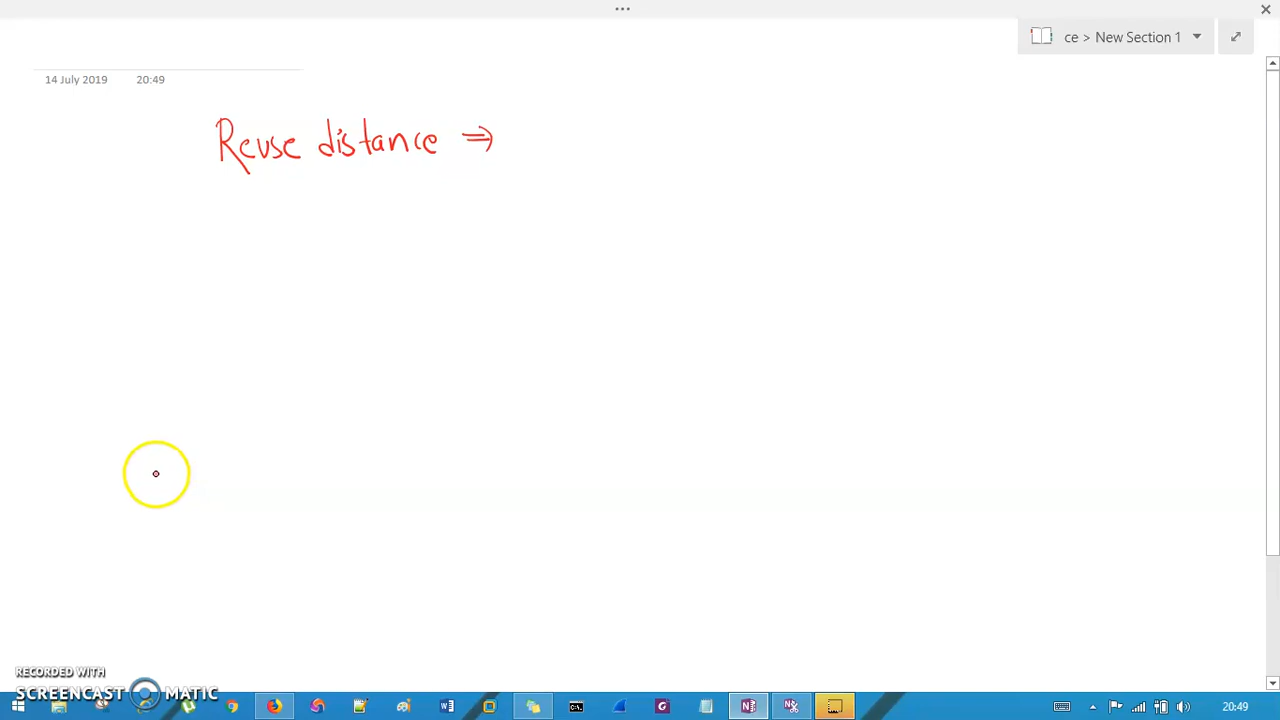 ce > New Section 1
14 July 2019 20:49
Reuse distance ⇒
RECORDED WITH
SCREENCAST MATIC
20:49